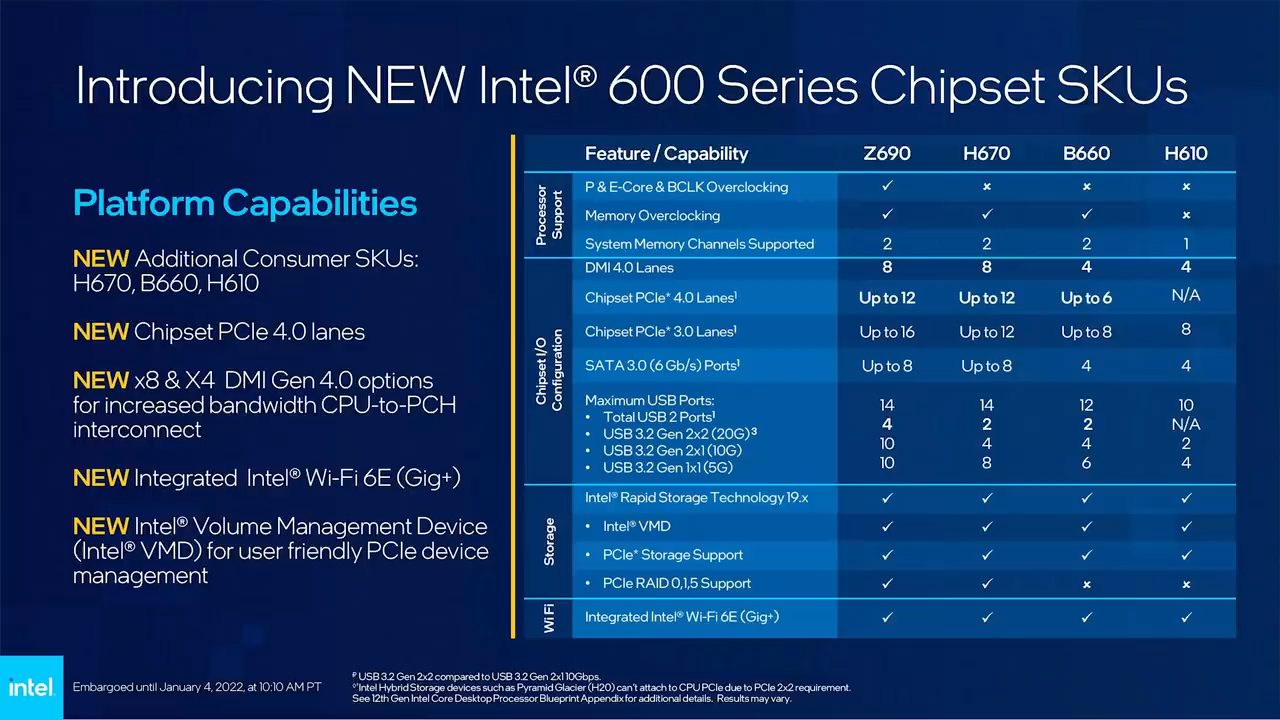 Introducing NEW Intel® 600 Series Chipset SKUs
Platform Capabilities
NEW Additional Consumer SKUs:
H670, B660, H610
NEW Chipset PCIe 4.0 lanes
NEW x8 & X4 DMI Gen 4.0 options
for increased bandwidth CPU-to-PCH
interconnect
NEW Integrated Intel® Wi-Fi 6E (Gig+)
NEW Intel® Volume Management Device
(Intel® VMD) for user friendly PCIe device
management
Feature / Capability Z690 H670 B660 H610
Processor
Support
P & E-Core & BCLK Overclocking ✓ × × ×
Memory Overclocking ✓ ✓ ✓ ×
System Memory Channels Supported 2 2 2 1
Chipset I/O
Configuration
DMI 4.0 Lanes 8 8 4 4
Chipset PCIe* 4.0 Lanes¹ Up to 12 Up to 12 Up to 6 N/A
Chipset PCIe* 3.0 Lanes¹ Up to 16 Up to 12 Up to 8 8
SATA 3.0 (6 Gb/s) Ports¹ Up to 8 Up to 8 4 4
Maximum USB Ports:
• Total USB 2 Ports¹ 14 14 12 10
• USB 3.2 Gen 2x2 (20G)³ 4 2 2 N/A
• USB 3.2 Gen 2x1 (10G) 10 4 4 2
• USB 3.2 Gen 1x1 (5G) 10 8 6 4
Storage
Intel® Rapid Storage Technology 19.x ✓ ✓ ✓ ✓
• Intel® VMD ✓ ✓ ✓ ✓
• PCIe* Storage Support ✓ ✓ ✓ ✓
• PCIe RAID 0,1,5 Support ✓ ✓ × ×
Wi Fi
Integrated Intel® Wi-Fi 6E (Gig+) ✓ ✓ ✓ ✓
intel.
Embargoed until January 4, 2022, at 10:10 AM PT
USB 3.2 Gen 2x2 compared to USB 3.2 Gen 2x1 10Gbps.
Intel Hybrid Storage devices such as Pyramid Glacier (H20) can't attach to CPU PCIe due to PCIe 2x2 requirement.
See 12th Gen Intel Core Desktop Processor Blueprint Appendix for additional details. Results may vary.